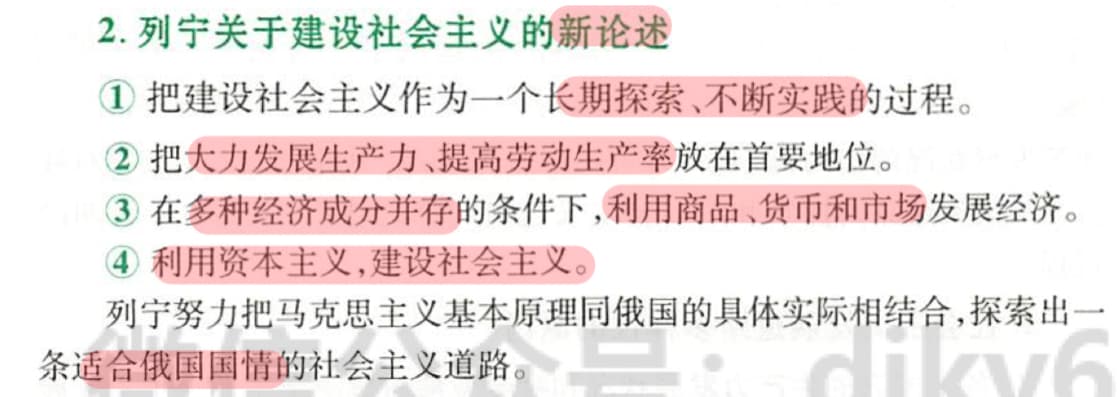 2. 列宁关于建设社会主义的新论述
① 把建设社会主义作为一个长期探索、不断实践的过程。
② 把大力发展生产力、提高劳动生产率放在首要地位。
③ 在多种经济成分并存的条件下,利用商品、货币和市场发展经济。
④ 利用资本主义,建设社会主义。
列宁努力把马克思主义基本原理同俄国的具体实际相结合,探索出一
条适合俄国国情的社会主义道路。
微信公众号: djky6